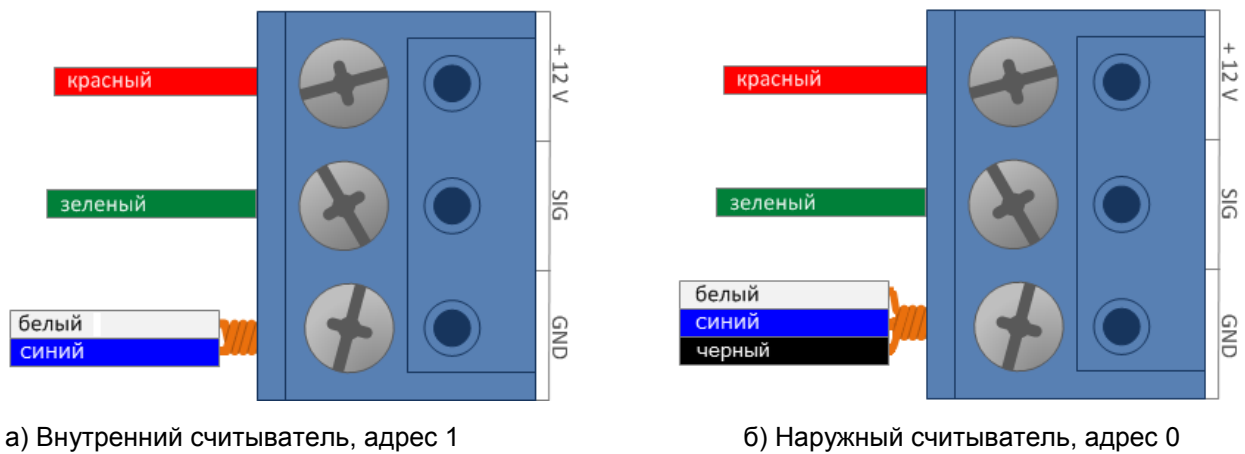 красный
зеленый
белый
синий
+ 12 V
SIG
GND
а) Внутренний считыватель, адрес 1
красный
зеленый
белый
синий
черный
+ 12 V
SIG
GND
б) Наружный считыватель, адрес 0